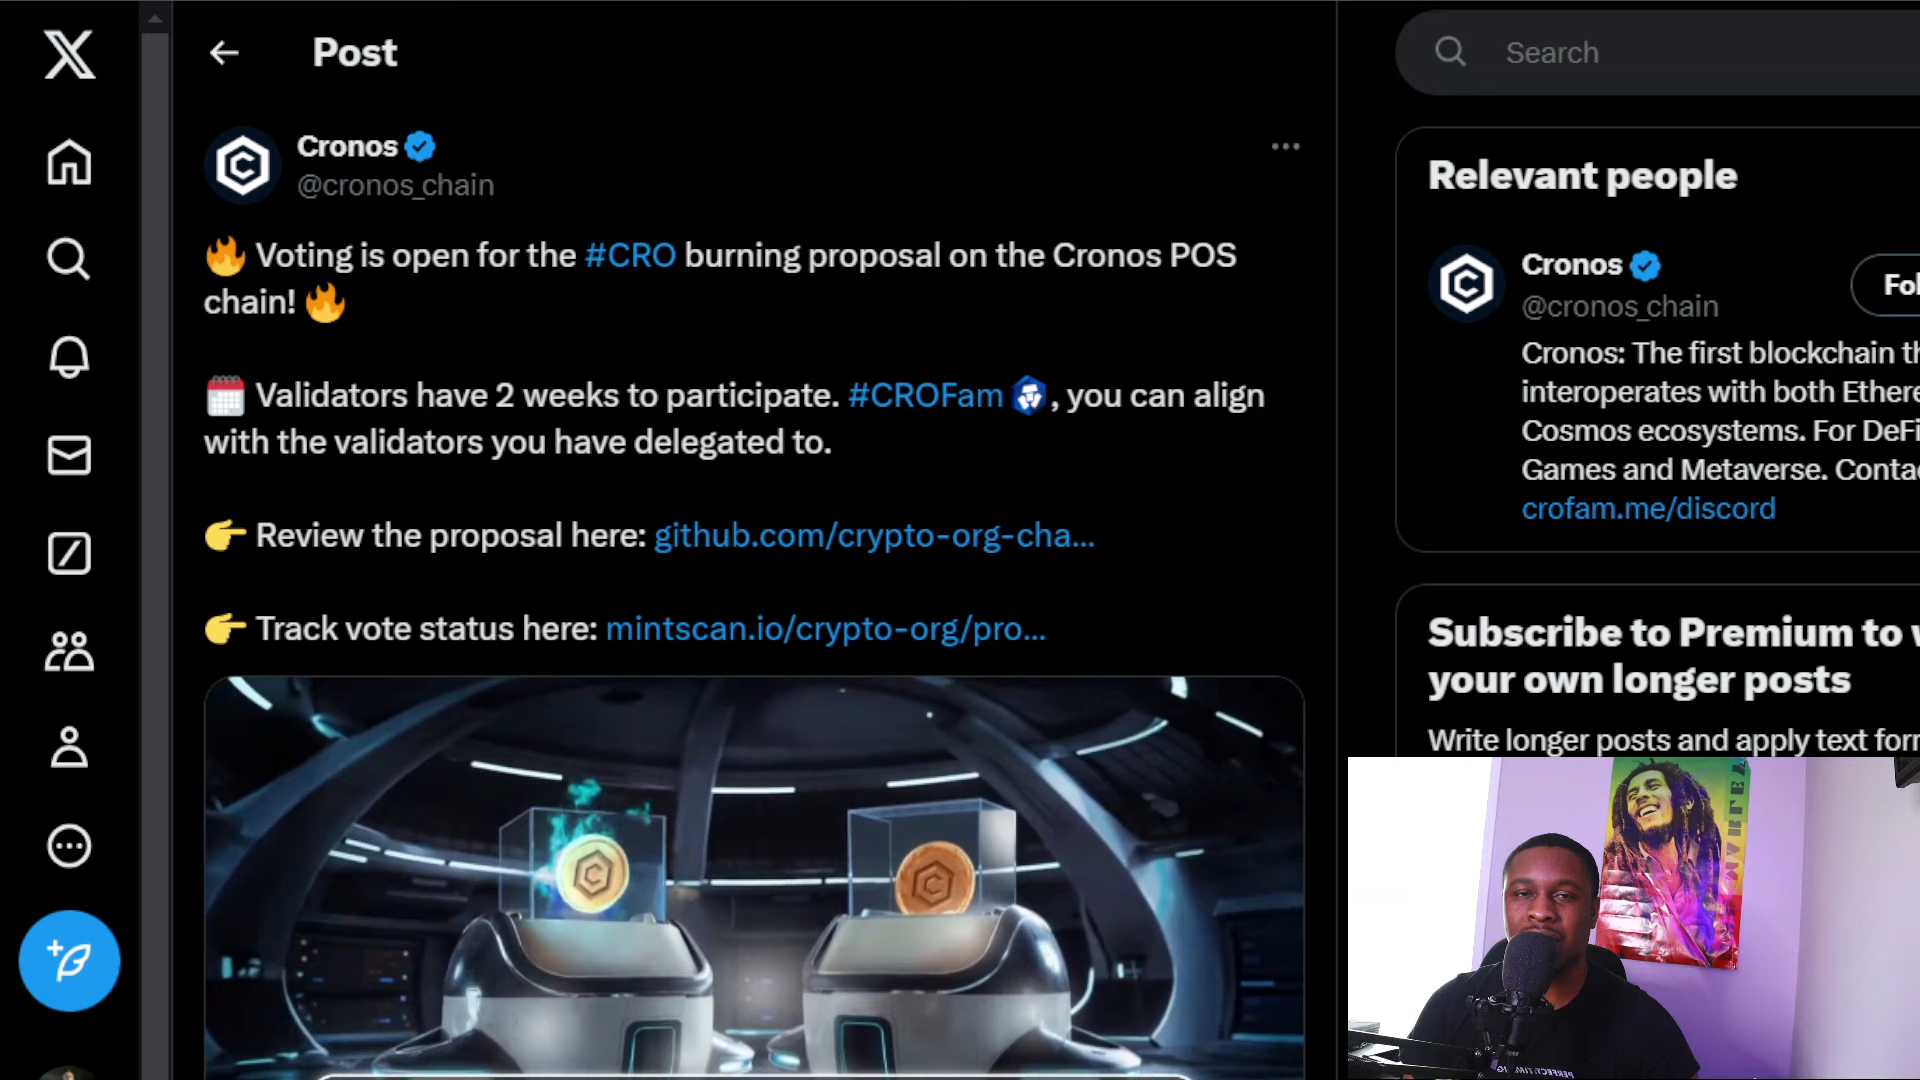 Post
Search
Cronos
@cronos_chain
🔥 Voting is open for the #CRO burning proposal on the Cronos POS
chain! 🔥
🗓️ Validators have 2 weeks to participate. #CROFam , you can align
with the validators you have delegated to.
👉 Review the proposal here: github.com/crypto-org-cha...
👉 Track vote status here: mintscan.io/crypto-org/pro...
Relevant people
Cronos
@cronos_chain
Fol
Cronos: The first blockchain th
interoperates with both Ethere
Cosmos ecosystems. For DeFi
Games and Metaverse. Contac
crofam.me/discord
Subscribe to Premium to w
your own longer posts
Write longer posts and apply text forr